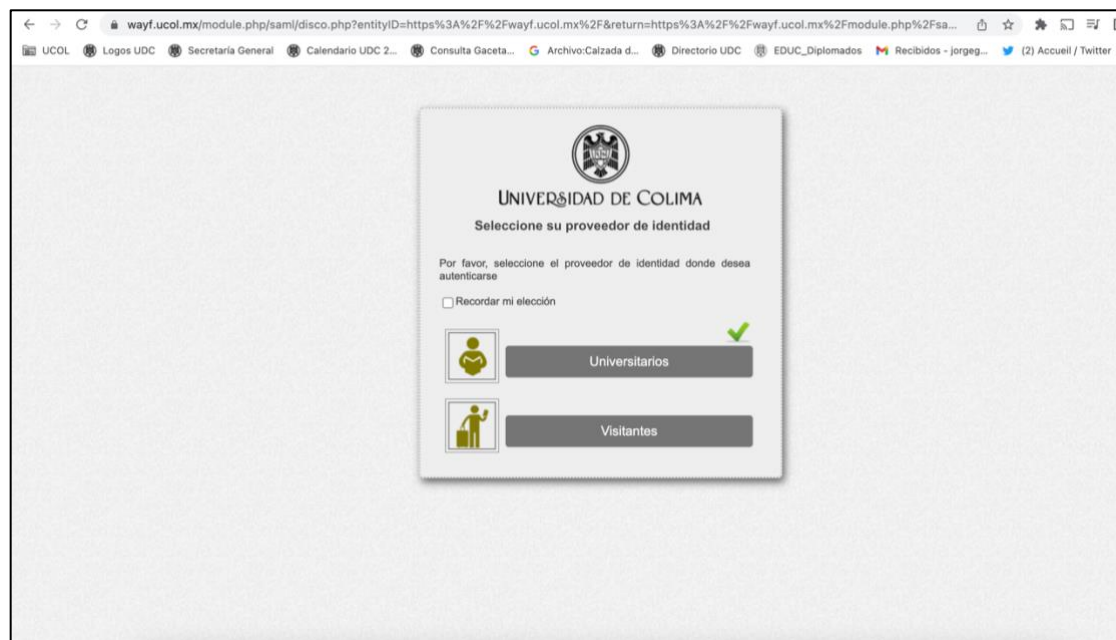 wayf.ucol.mx/module.php/saml/disco.php?entityID=https%3A%2F%2Fwayf.ucol.mx%2F&return=https%3A%2F%2Fwayf.ucol.mx%2Fmodule.php%2Fsa...
UCOL Logos UDC Secretaría General Calendario UDC 2... Consulta Gaceta... Archivo:Calzada d... Directorio UDC EDUC_Diplomados Recibidos - jorgeg... (2) Accueil / Twitter
UNIVERSIDAD DE COLIMA
Seleccione su proveedor de identidad
Por favor, seleccione el proveedor de identidad donde desea
autenticarse
Recordar mi elección
Universitarios
Visitantes